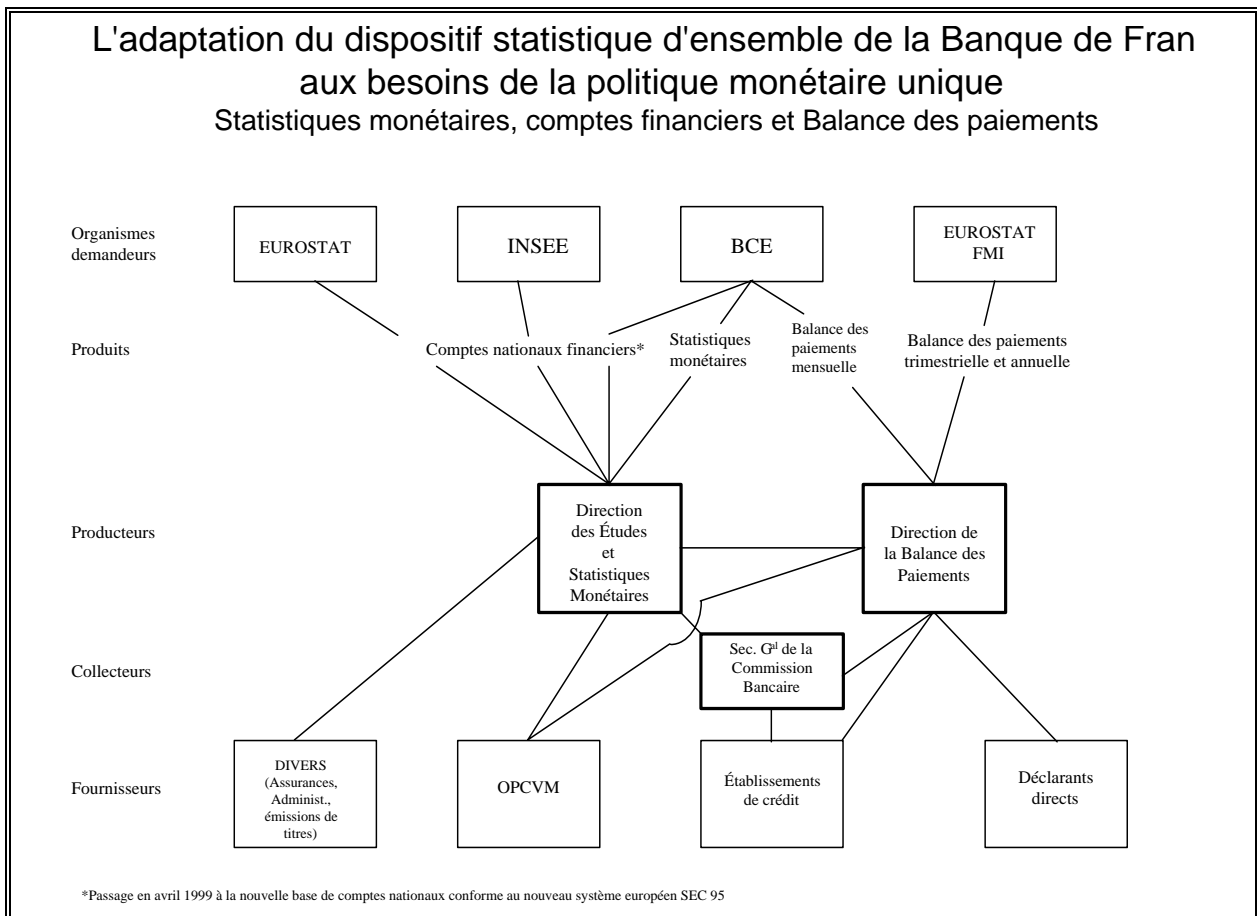 L'adaptation du dispositif statistique d'ensemble de la Banque de Fran
aux besoins de la politique monétaire unique
Statistiques monétaires, comptes financiers et Balance des paiements
Organismes
demandeurs
EUROSTAT
INSEE
BCE
EUROSTAT
FMI
Produits
Comptes nationaux financiers*
Statistiques
monétaires
Balance des
paiements
mensuelle
Balance des paiements
trimestrielle et annuelle
Producteurs
Direction
des Études
et
Statistiques
Monétaires
Direction de
la Balance des
Paiements
Collecteurs
Sec. Gal de la
Commission
Bancaire
Fournisseurs
DIVERS
(Assurances,
Administ.,
émissions de
titres)
OPCVM
Établissements
de crédit
Déclarants
directs
*Passage en avril 1999 à la nouvelle base de comptes nationaux conforme au nouveau système européen SEC 95